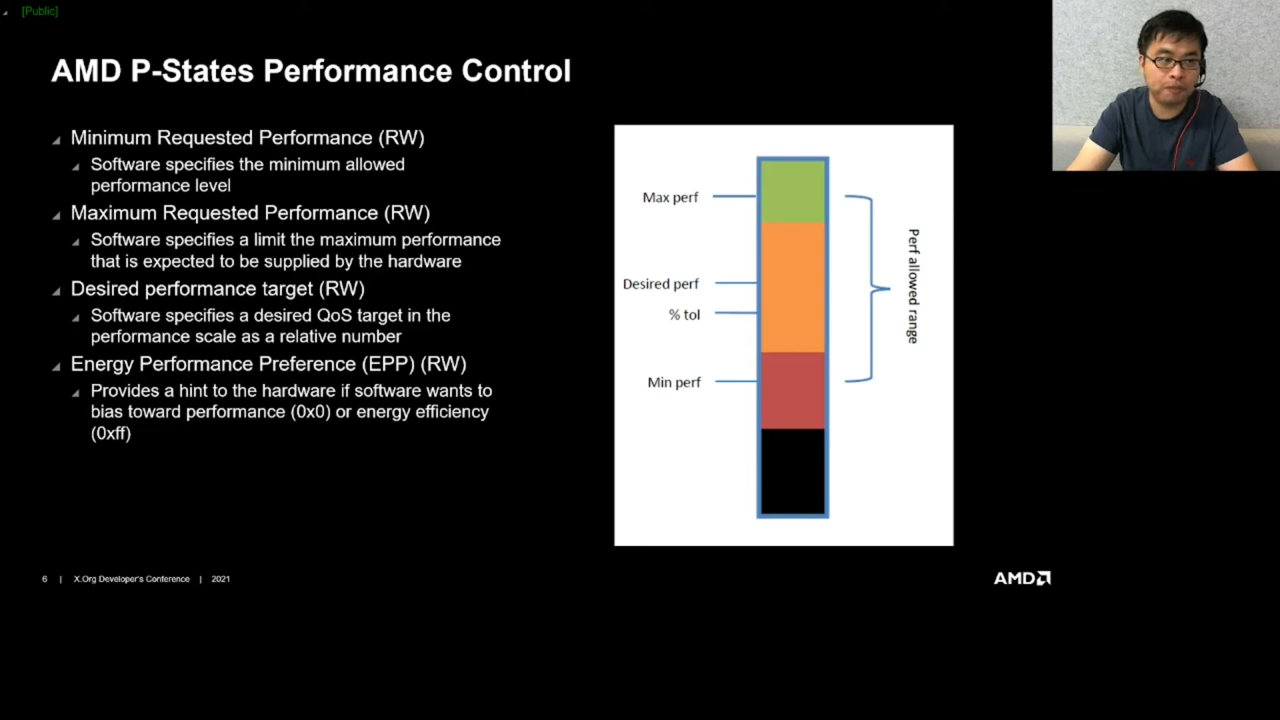 [Public]
AMD P-States Performance Control
Minimum Requested Performance (RW)
Software specifies the minimum allowed
performance level
Maximum Requested Performance (RW)
Software specifies a limit the maximum performance
that is expected to be supplied by the hardware
Desired performance target (RW)
Software specifies a desired QoS target in the
performance scale as a relative number
Energy Performance Preference (EPP) (RW)
Provides a hint to the hardware if software wants to
bias toward performance (0x0) or energy efficiency
(0xff)
Max perf
Desired perf
% tol
Min perf
Perf allowed range
6 | X.Org Developer's Conference | 2021
AMD